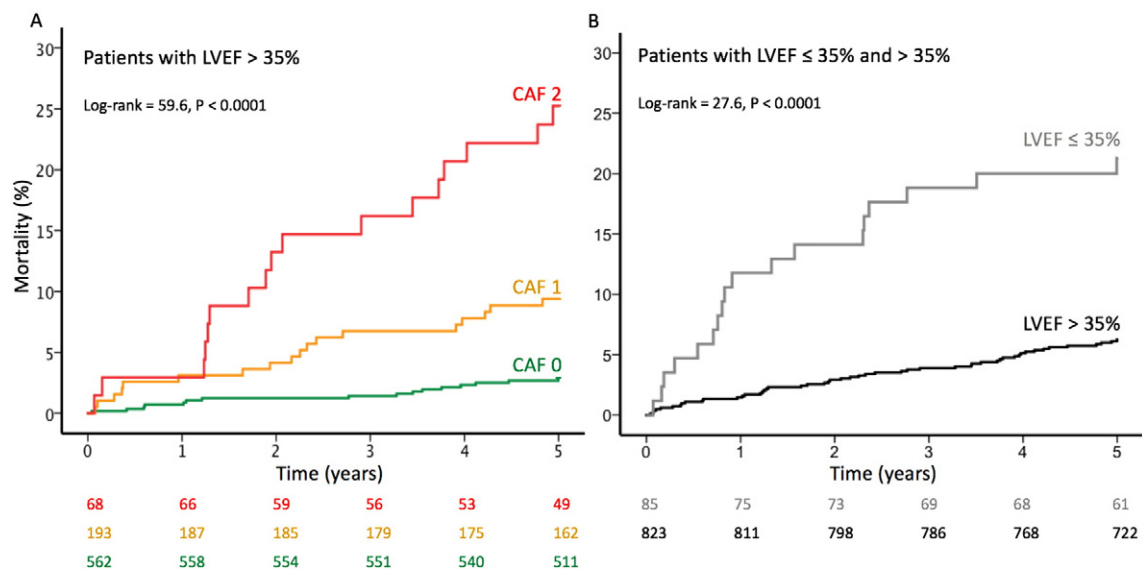 A
Patients with LVEF > 35%
Log-rank = 59.6, P < 0.0001
Mortality (%)
30
25
20
15
10
5
0
CAF 2
CAF 1
CAF 0
0 1 2 3 4 5
Time (years)
68 66 59 56 53 49
193 187 185 179 175 162
562 558 554 551 540 511
B
Patients with LVEF ≤ 35% and > 35%
Log-rank = 27.6, P < 0.0001
30
25
20
15
10
5
0
LVEF ≤ 35%
LVEF > 35%
0 1 2 3 4 5
Time (years)
85 75 73 69 68 61
823 811 798 786 768 722